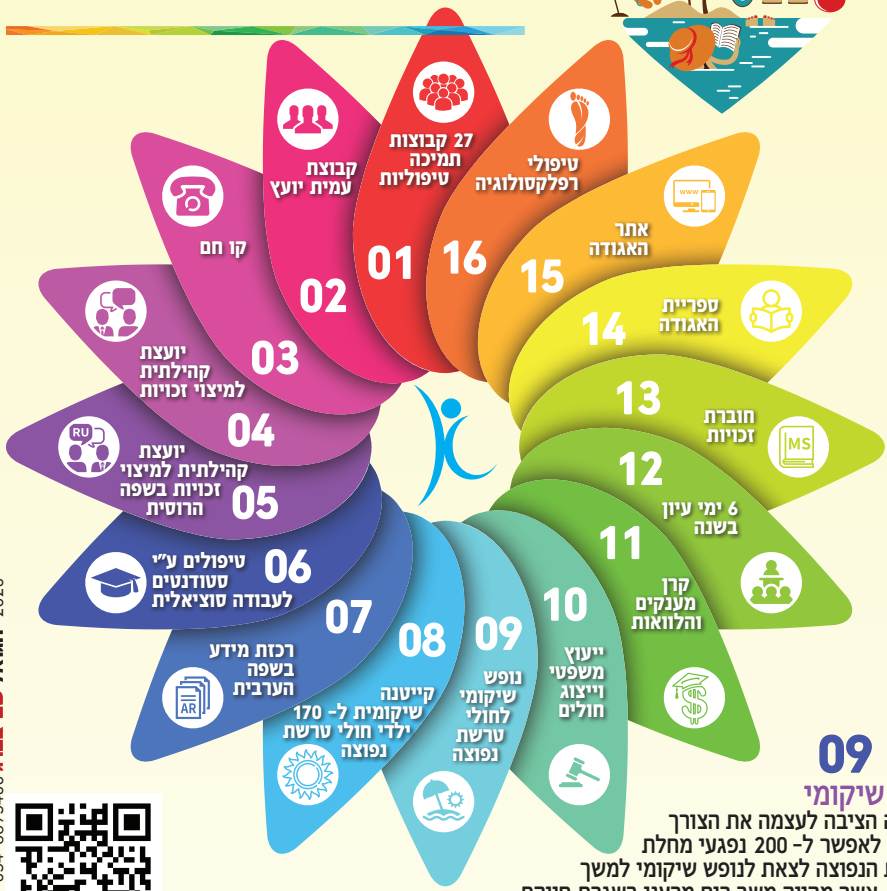 27 קבוצות
תמיכה
טיפוליות
01
קבוצת
עמית יועץ
02
קו חם
03
יועצת
קהילתית
למיצוי זכויות
04
RU
יועצת
קהילתית למיצוי
זכויות בשפה
הרוסית
05
טיפולים ע"י
סטודנטים
לעבודה סוציאלית
06
רכזת מידע
בשפה
הערבית
AR
07
קייטנה
שיקומית ל- 170
ילדי חולי טרשת
נפוצה
08
נופש
שיקומי
לחולי
טרשת
נפוצה
09
ייעוץ
משפטי
וייצוג
חולים
10
קרן
מענקים
והלוואות
11
6 ימי עיון
בשנה
12
חוברת
זכויות
MS
13
ספריית
האגודה
14
www
אתר
האגודה
15
טיפולי
רפלקסולוגיה
16
09
שיקומי
הציבה לעצמה את הצורך
לאפשר ל- 200 נפגעי מחלת
הנפוצה לצאת לנופש שיקומי למשך